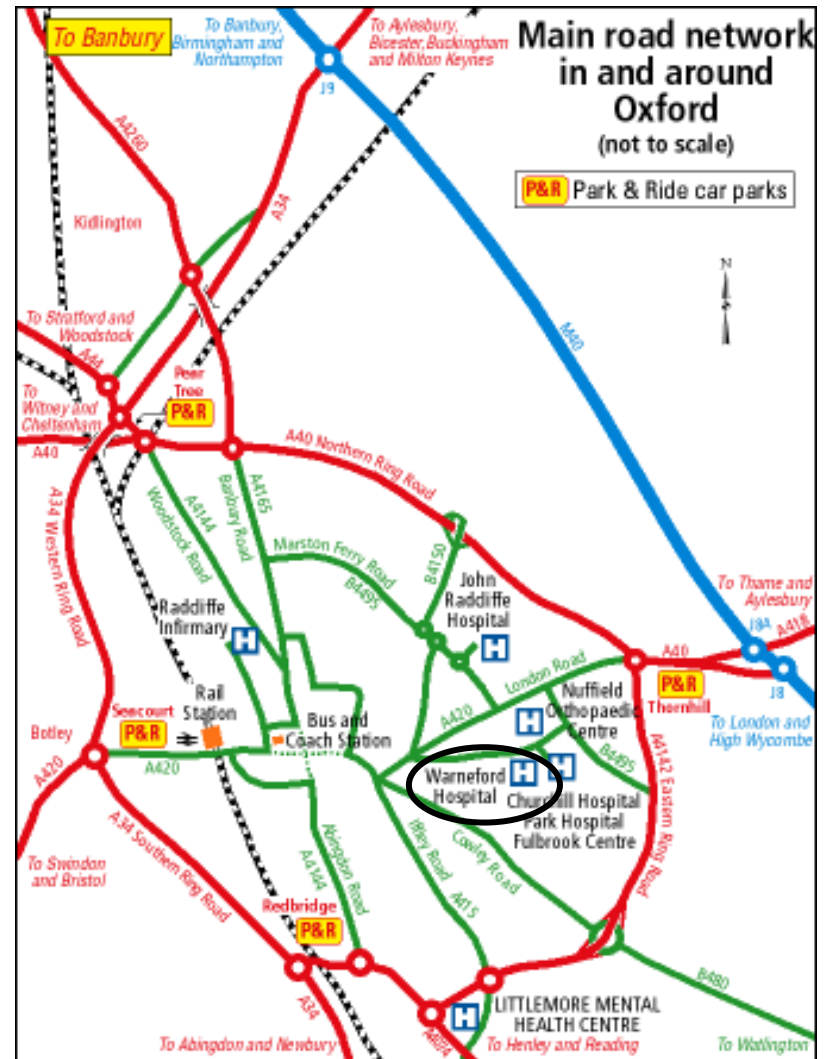 To Banbury
To Banbury,
Birmingham and
Northampton
To Aylesbury,
Bicester, Buckingham
and Milton Keynes
Main road network
in and around
Oxford
(not to scale)
P&R Park & Ride car parks
J9
A4260
A34
Kidlington
N
M40
To Stratford and
Woodstock
A44
Pear
Tree
P&R
To
Witney and
Cheltenham
A40
A40 Northern Ring Road
A34 Western Ring Road
A4144
Woodstock Road
A4165
Banbury Road
Marston Ferry Road
B4495
B4150
John
Radcliffe
Hospital
H
To Thame and
Aylesbury
J8A
A418
A40
J8
P&R
Thornhill
To London and
High Wycombe
Radcliffe
Infirmary
H
London Road
A420
Nuffield
Orthopaedic
Centre
H
B4495
A4142 Eastern Ring Road
Rail
Station
Seacourt
P&R
Bus and
Coach Station
Botley
A420
A420
Warneford
Hospital
H
H
Churchill Hospital
Park Hospital
Fulbrook Centre
Cowley Road
Iffley Road
A415
Abingdon Road
A4144
To Swindon
and Bristol
A34 Southern Ring Road
Redbridge
P&R
A34
B480
H
LITTLEMORE MENTAL
HEALTH CENTRE
To Abingdon and Newbury
To Henley and Reading
To Watlington